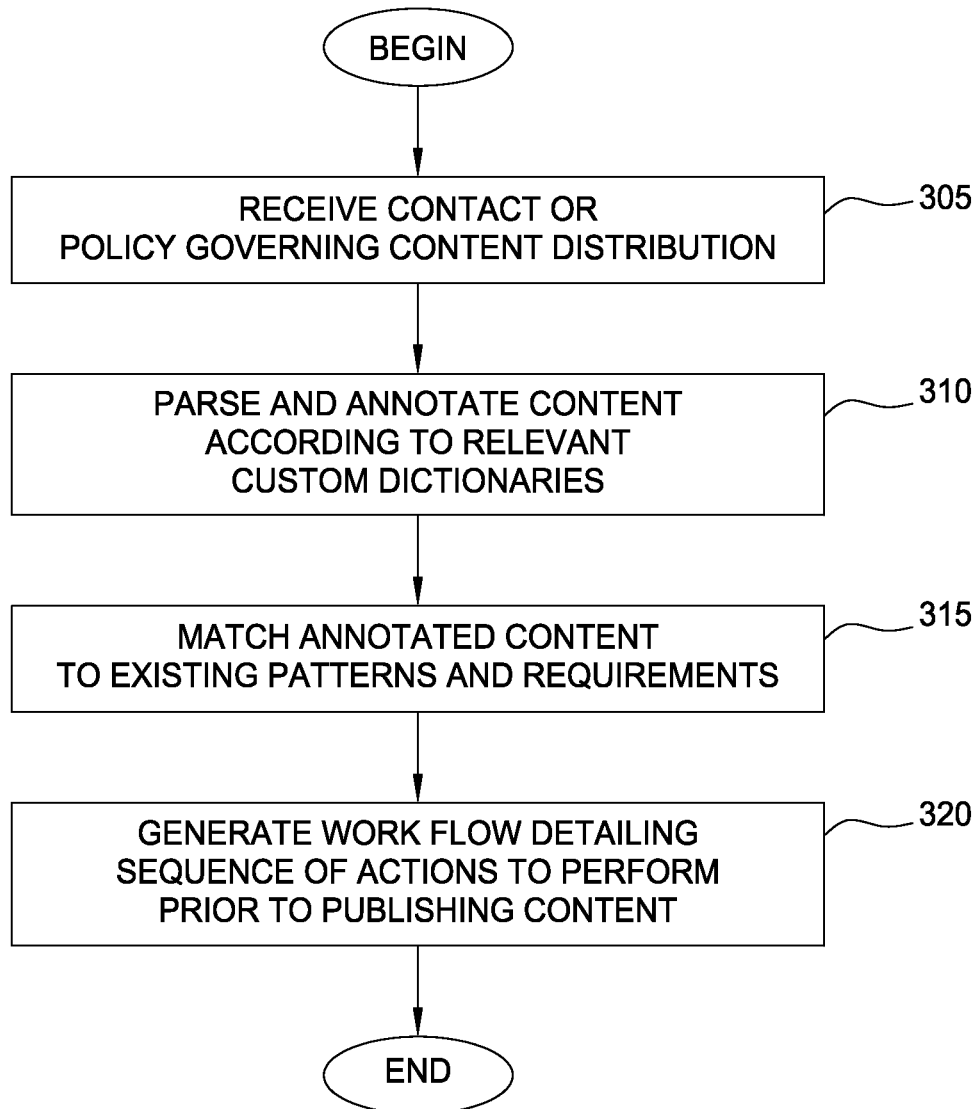 BEGIN
RECEIVE CONTACT OR
POLICY GOVERNING CONTENT DISTRIBUTION
305
PARSE AND ANNOTATE CONTENT
ACCORDING TO RELEVANT
CUSTOM DICTIONARIES
310
MATCH ANNOTATED CONTENT
TO EXISTING PATTERNS AND REQUIREMENTS
315
GENERATE WORK FLOW DETAILING
SEQUENCE OF ACTIONS TO PERFORM
PRIOR TO PUBLISHING CONTENT
320
END